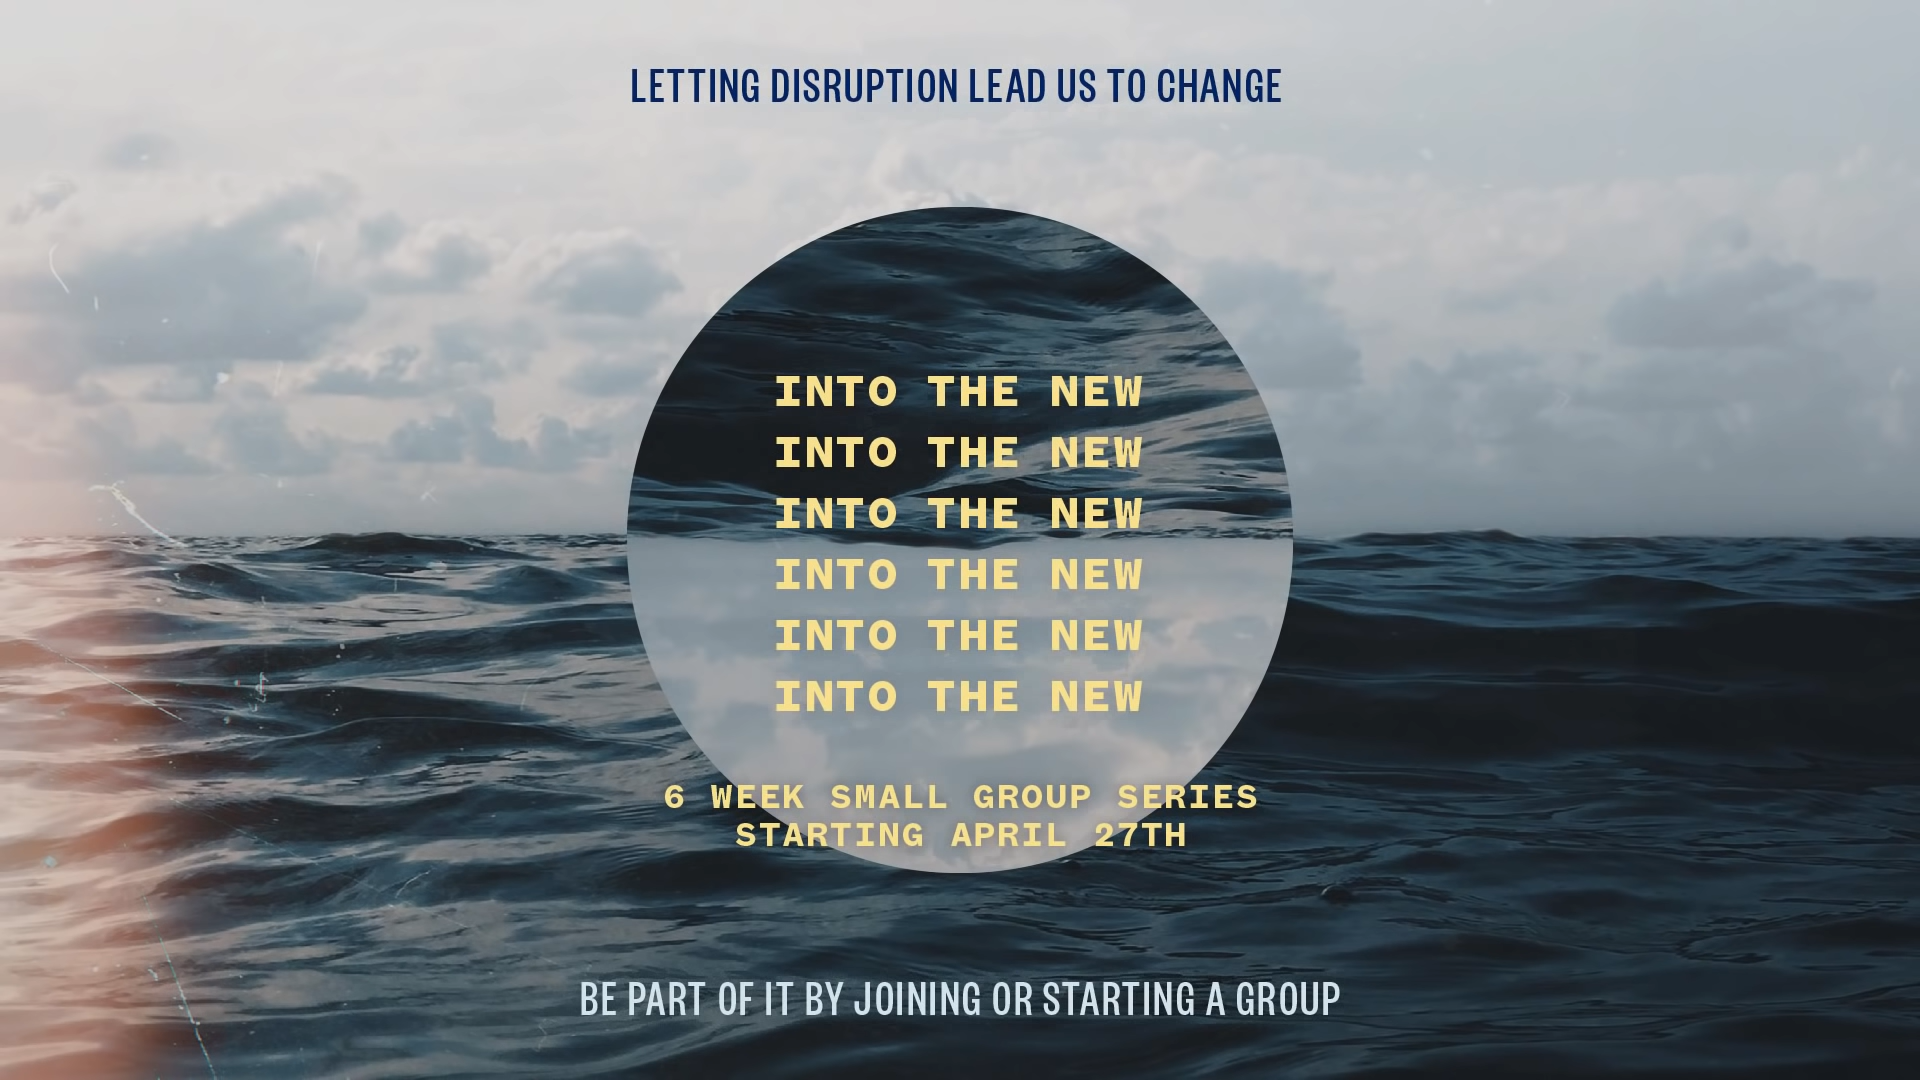 LETTING DISRUPTION LEAD US TO CHANGE
INTO THE NEW
INTO THE NEW
INTO THE NEW
INTO THE NEW
INTO THE NEW
INTO THE NEW
6 WEEK SMALL GROUP SERIES
STARTING APRIL 27TH
BE PART OF IT BY JOINING OR STARTING A GROUP